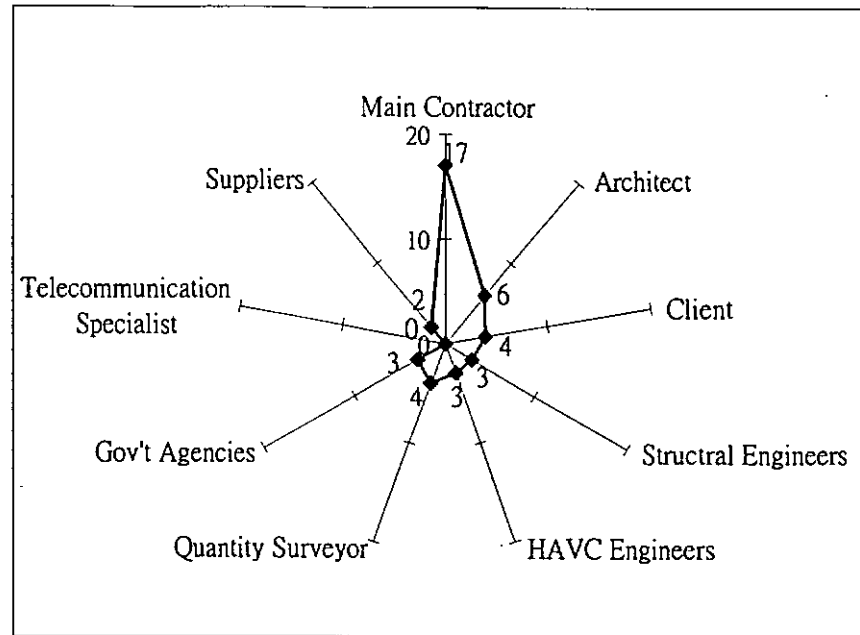 Main Contractor
20
17
Suppliers
Architect
10
Telecommunication
Specialist
2
6
Client
0
0
4
3
3
4
3
Gov't Agencies
Structral Engineers
Quantity Surveyor
HAVC Engineers